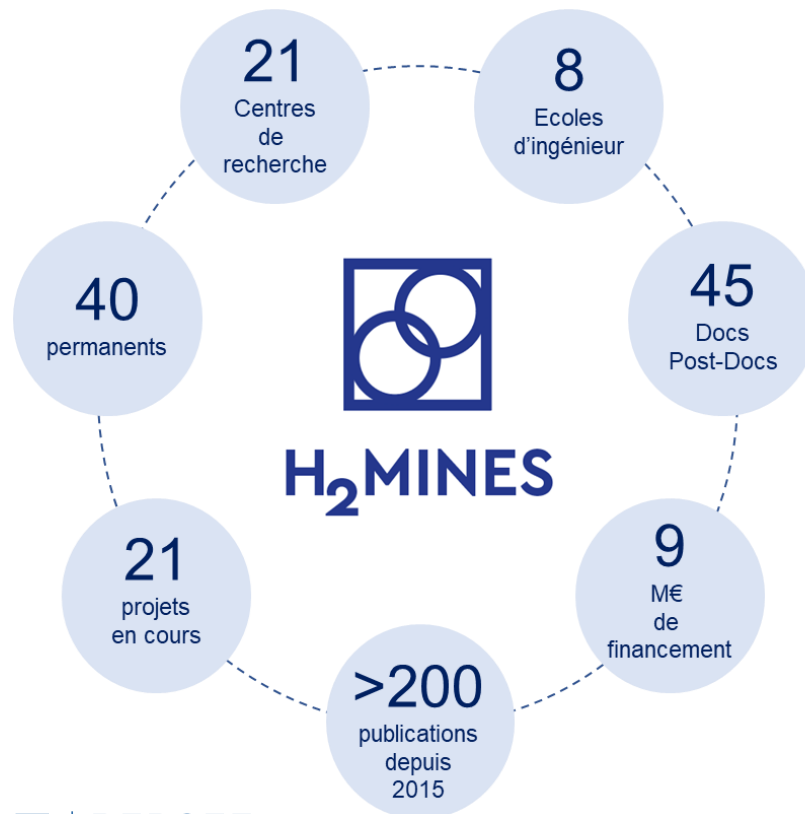 21
Centres
de
recherche
8
Ecoles
d'ingénieur
40
permanents
45
Docs
Post-Docs
H2MINES
21
projets
en cours
9
M€
de
financement
>200
publications
depuis
2015